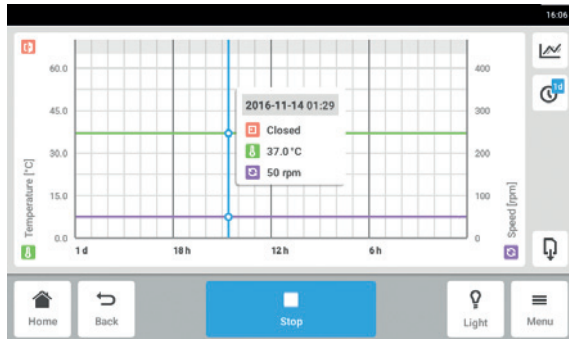 16:06
60.0
45.0
30.0
15.0
0.0
Temperature [°C]
400
300
200
100
0
Speed [rpm]
1 d
18 h
12 h
6 h
2016-11-14 01:29
Closed
37.0 °C
50 rpm
1d
Home
Back
Stop
Light
Menu